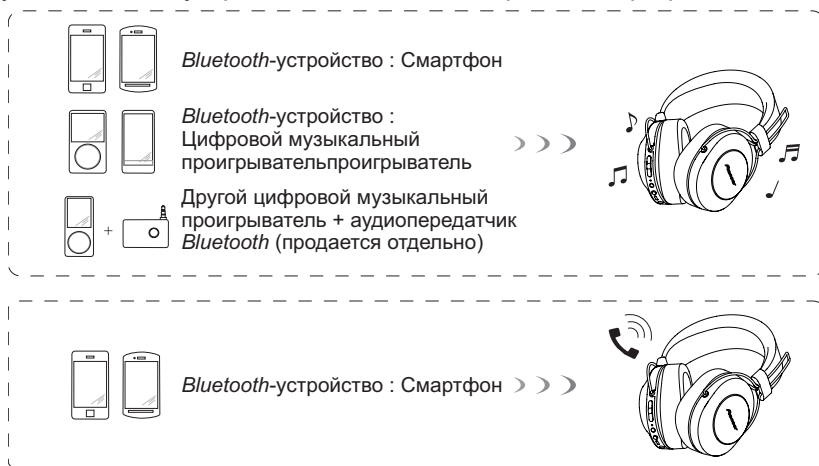 Bluetooth-устройство : Смартфон
Bluetooth-устройство :
Цифровой музыкальный
проигрывательпроигрыватель
Другой цифровой музыкальный
проигрыватель + аудиопередатчик
Bluetooth (продается отдельно)
+
Bluetooth-устройство : Смартфон